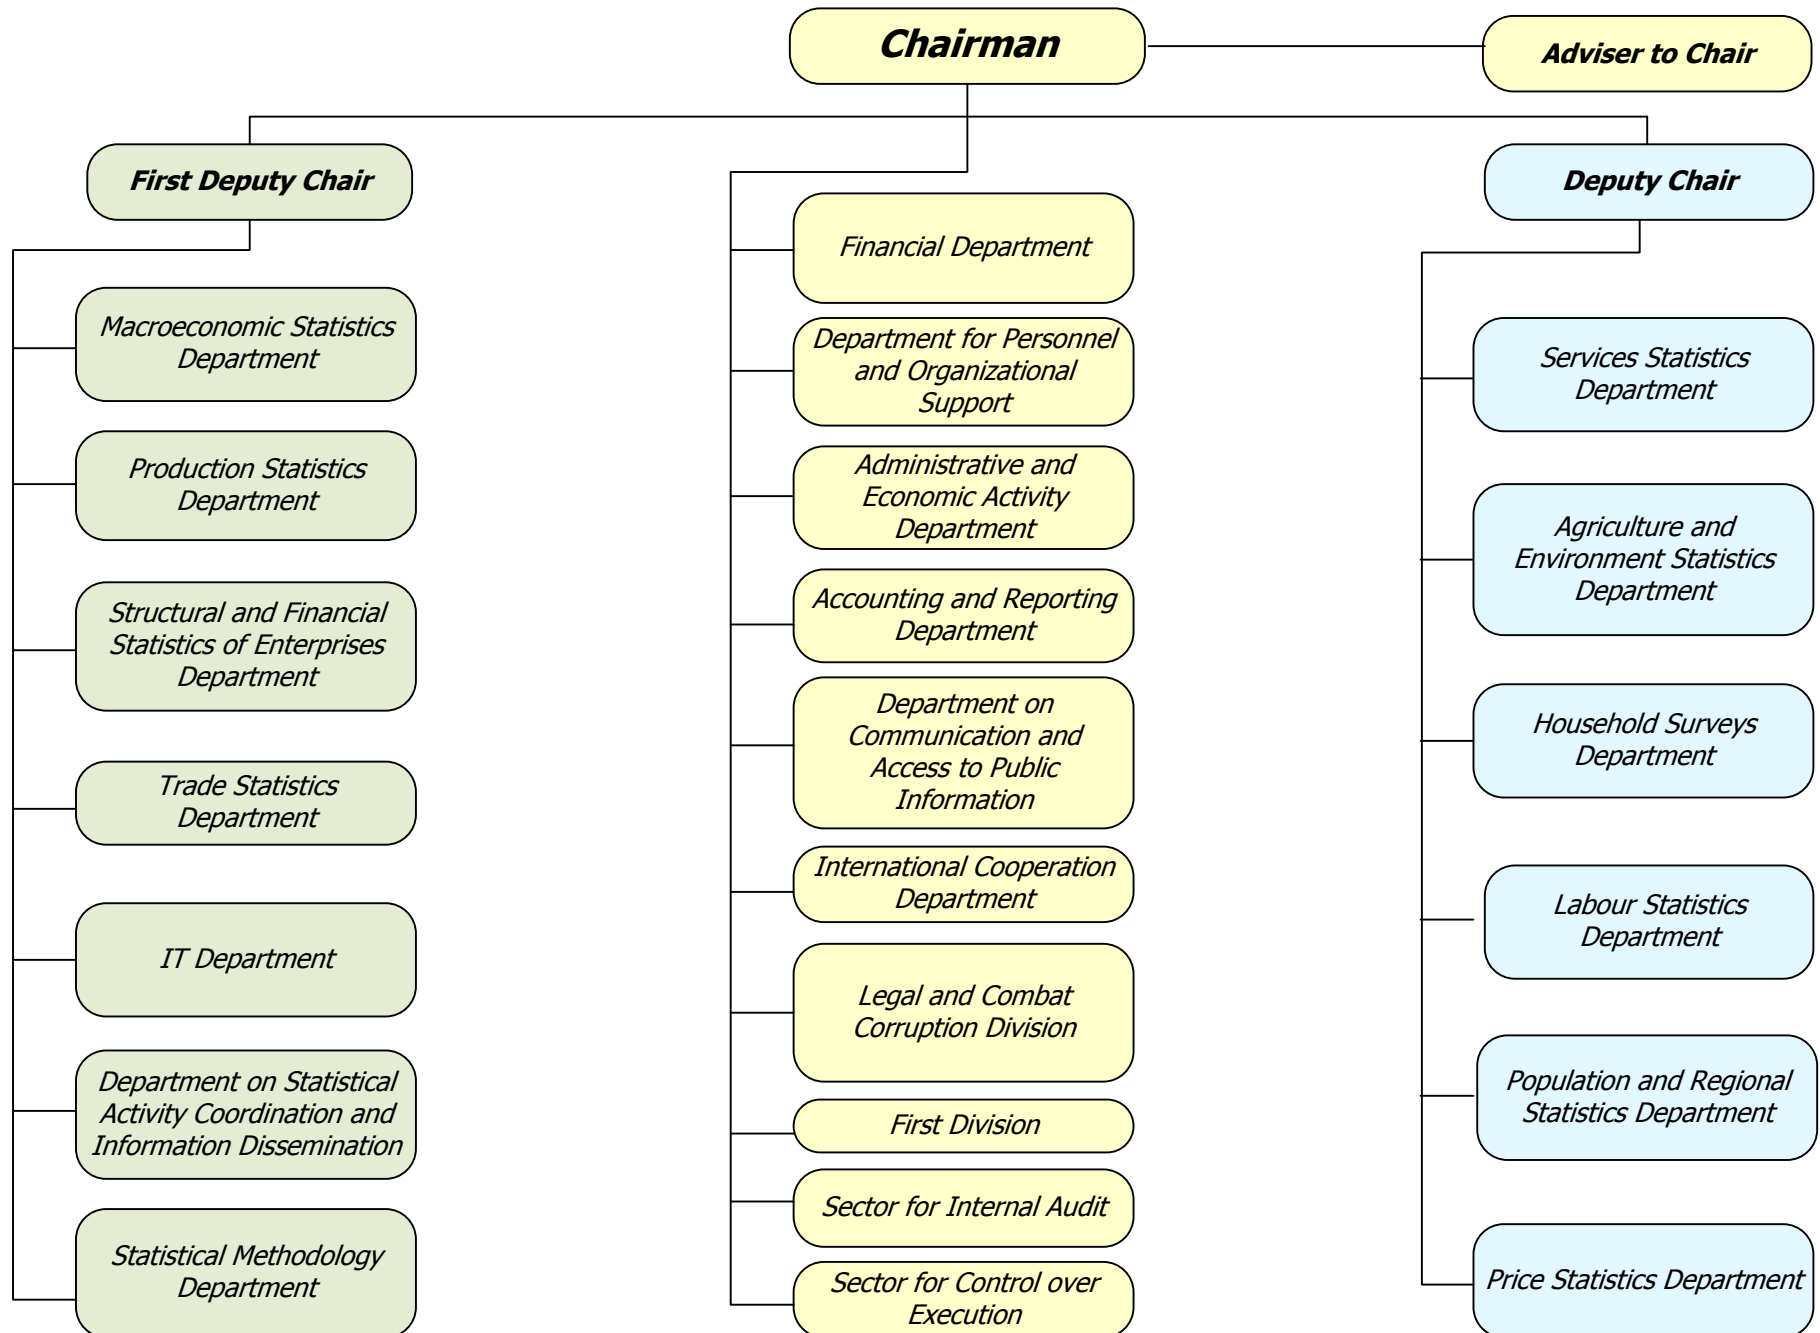 Chairman
Adviser to Chair
First Deputy Chair
Deputy Chair
Macroeconomic Statistics
Department
Production Statistics
Department
Structural and Financial
Statistics of Enterprises
Department
Trade Statistics
Department
IT Department
Department on Statistical
Activity Coordination and
Information Dissemination
Statistical Methodology
Department
Financial Department
Department for Personnel
and Organizational
Support
Administrative and
Economic Activity
Department
Accounting and Reporting
Department
Department on
Communication and
Access to Public
Information
International Cooperation
Department
Legal and Combat
Corruption Division
First Division
Sector for Internal Audit
Sector for Control over
Execution
Services Statistics
Department
Agriculture and
Environment Statistics
Department
Household Surveys
Department
Labour Statistics
Department
Population and Regional
Statistics Department
Price Statistics Department